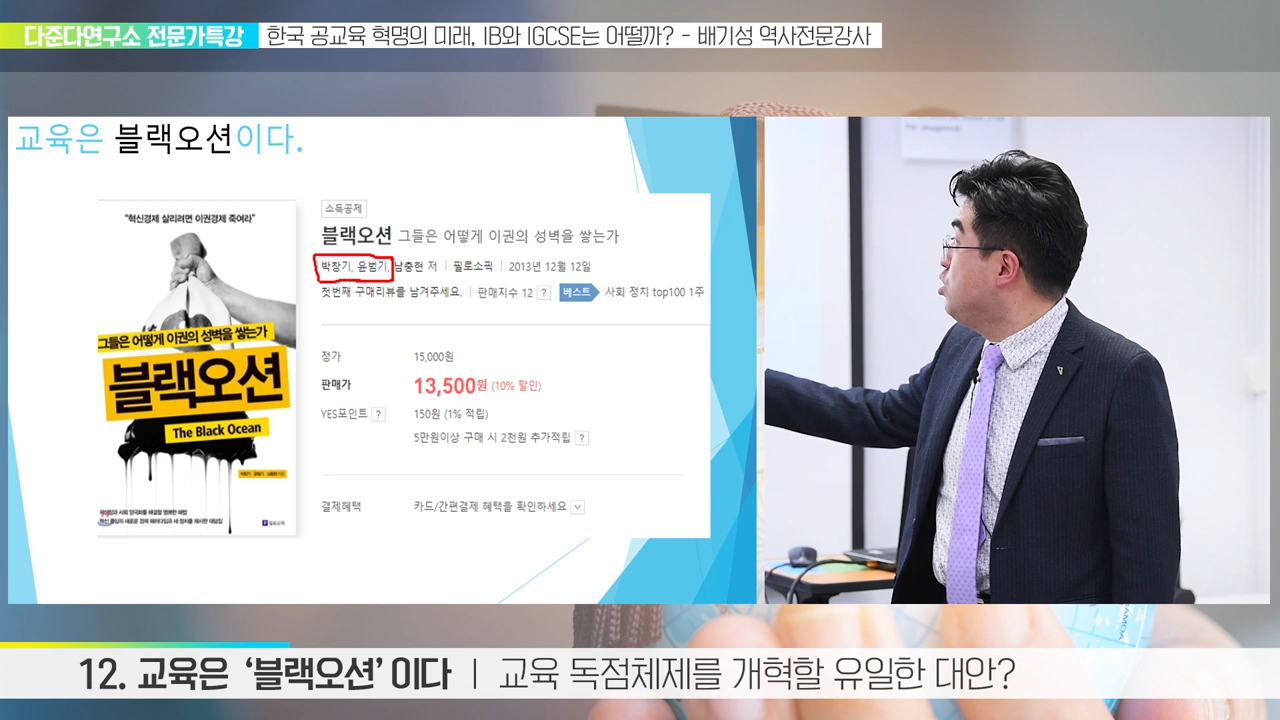 다준다연구소 전문가특강 한국 공교육 혁명의 미래, IB와 IGCSE는 어떨까? - 배기성 역사전문강사
교육은 블랙오션이다.
"혁신경제 살리려면 이권경제 죽여라"
그들은 어떻게 이권의 성벽을 쌓는가
블랙오션
The Black Ocean
필로소픽
소득공제
블랙오션 그들은 어떻게 이권의 성벽을 쌓는가
박창기, 윤범기, 남충현 저 | 필로소픽 | 2013년 12월 12일
첫번째 구매리뷰를 남겨주세요. | 판매지수 12 ? 베스트 사회 정치 top100 1주
정가 15,000원
판매가 13,500원 (10% 할인)
YES포인트 ? 150원 (1% 적립)
5만원이상 구매 시 2천원 추가적립 ?
결제혜택 카드/간편결제 혜택을 확인하세요
SAMOA
12. 교육은 ‘블랙오션’이다 | 교육 독점체제를 개혁할 유일한 대안?